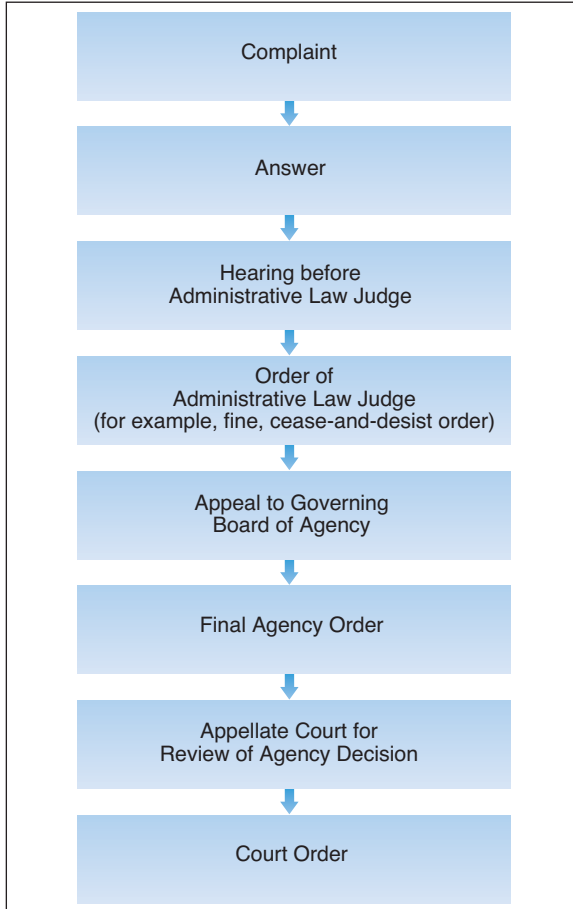 Complaint
Answer
Hearing before
Administrative Law Judge
Order of
Administrative Law Judge
(for example, fine, cease-and-desist order)
Appeal to Governing
Board of Agency
Final Agency Order
Appellate Court for
Review of Agency Decision
Court Order